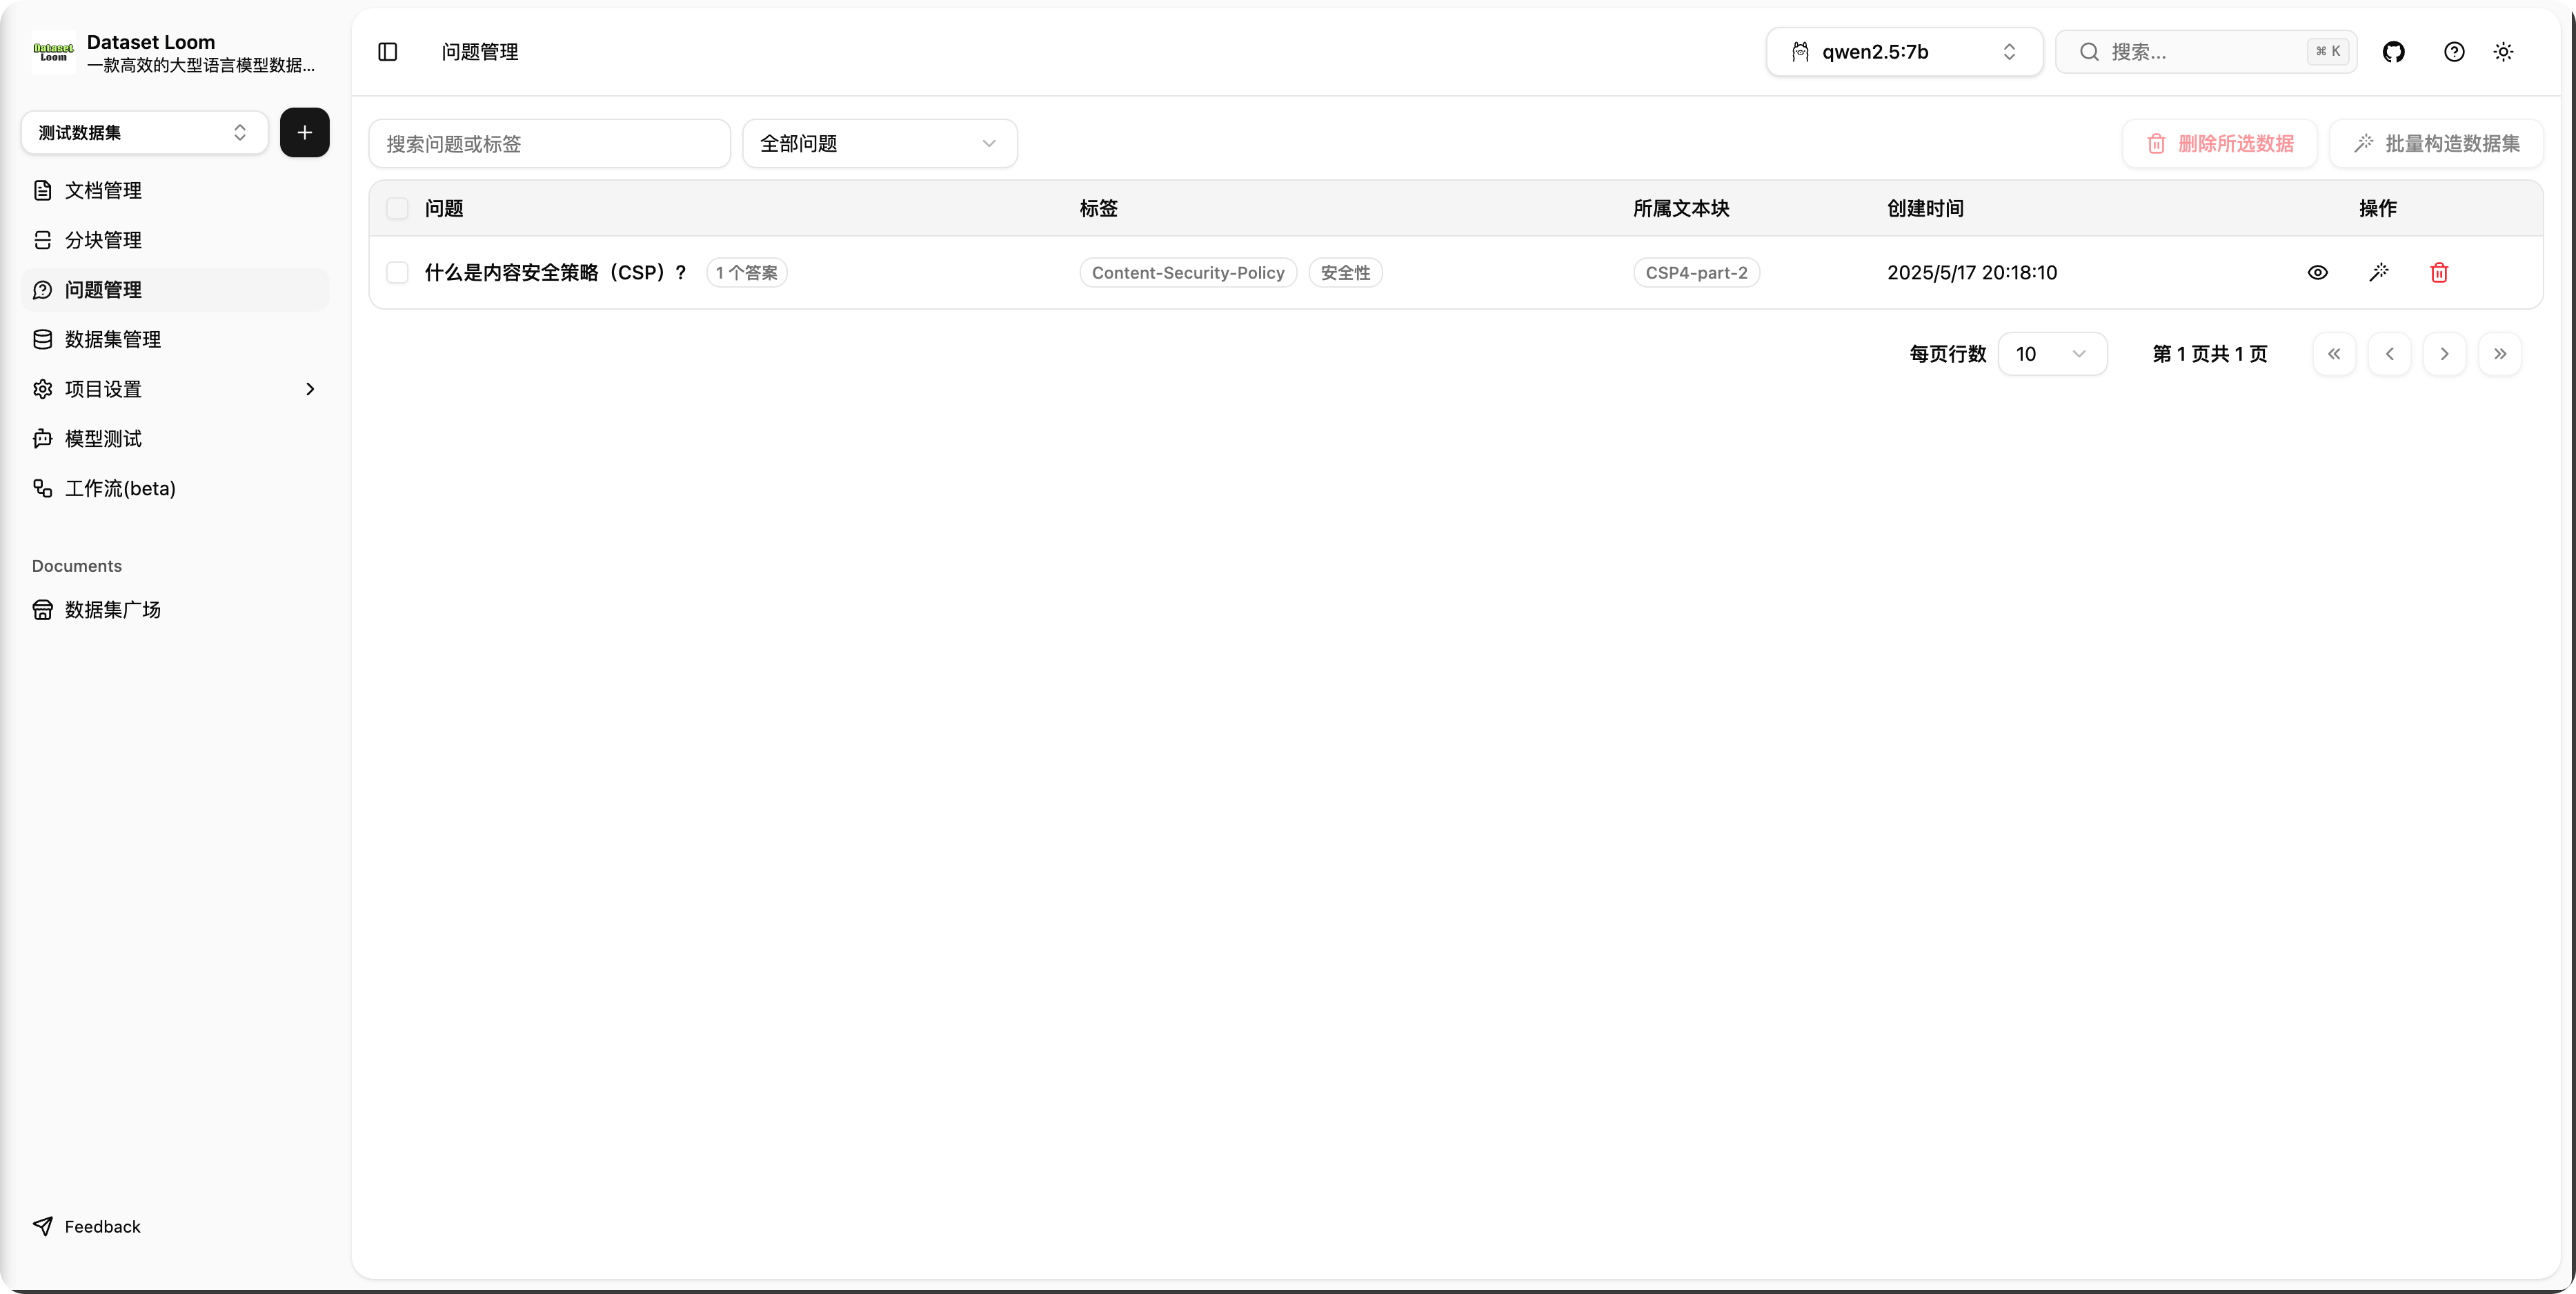 Dataset Loom
Dataset Loom
一款高效的大型语言模型数据...
测试数据集
文档管理
分块管理
问题管理
数据集管理
项目设置
模型测试
工作流(beta)
Documents
数据集广场
Feedback
问题管理
qwen2.5:7b
搜索...
⌘ K
搜索问题或标签
全部问题
删除所选数据
批量构造数据集
问题 标签 所属文本块 创建时间 操作
什么是内容安全策略（CSP）? 1 个答案 Content-Security-Policy 安全性 CSP4-part-2 2025/5/17 20:18:10
每页行数 10 第 1 页共 1 页